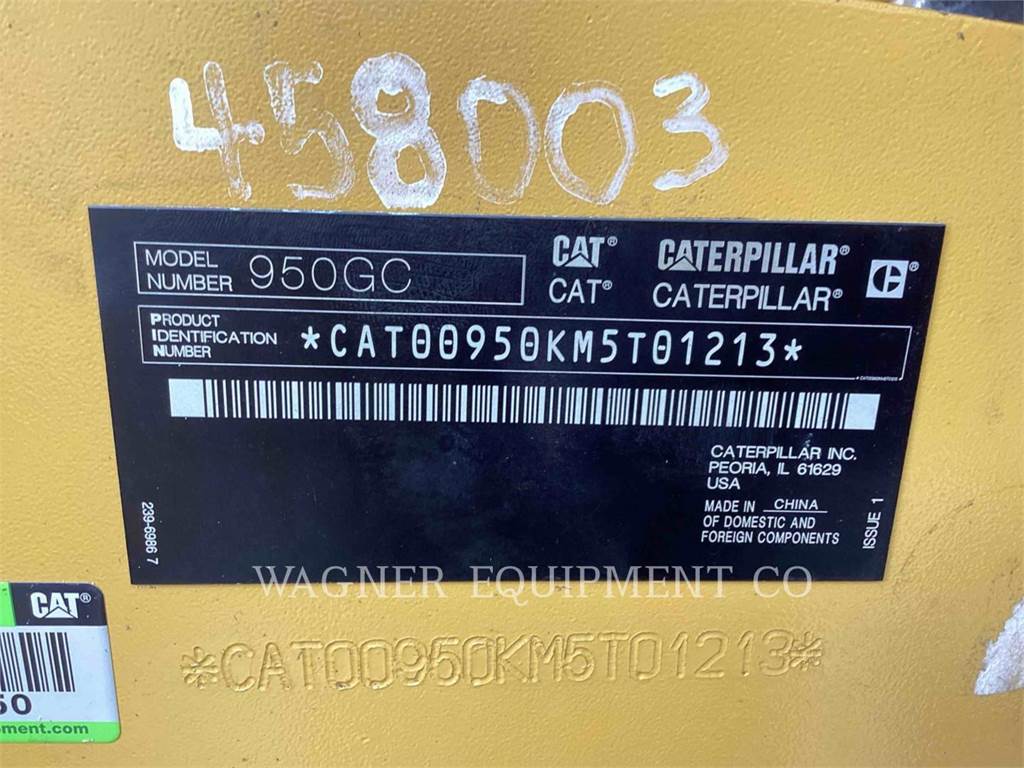 458003
MODEL NUMBER 950GC
CAT® CATERPILLAR®
CAT® CATERPILLAR®
PRODUCT
IDENTIFICATION
NUMBER
*CAT00950KM5T01213*
CATERPILLAR INC.
PEORIA, IL 61629
USA
MADE IN CHINA
OF DOMESTIC AND
FOREIGN COMPONENTS
ISSUE 1
239-6986 7
WAGNER EQUIPMENT CO
*CAT00950KM5T01213*
CAT®
50
ment.com